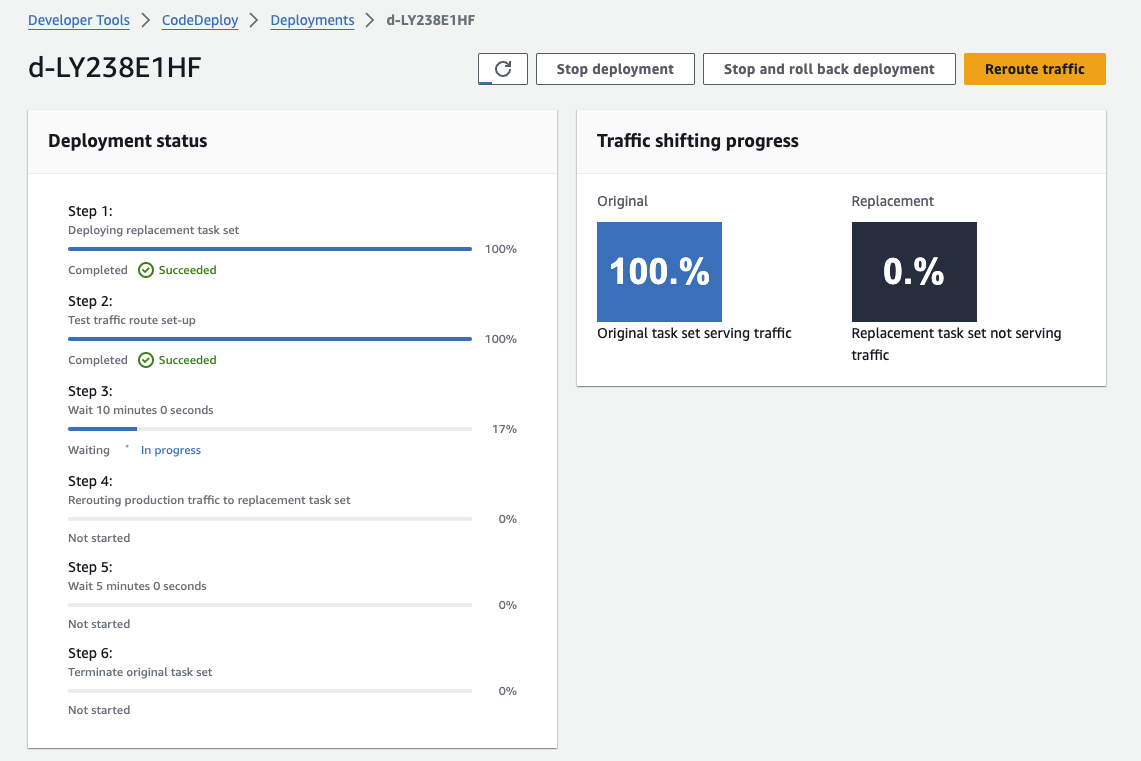 Developer Tools > CodeDeploy > Deployments > d-LY238E1HF
d-LY238E1HF
Stop deployment
Stop and roll back deployment
Reroute traffic
Deployment status
Step 1:
Deploying replacement task set
100%
Completed Succeeded
Step 2:
Test traffic route set-up
100%
Completed Succeeded
Step 3:
Wait 10 minutes 0 seconds
17%
Waiting In progress
Step 4:
Rerouting production traffic to replacement task set
0%
Not started
Step 5:
Wait 5 minutes 0 seconds
0%
Not started
Step 6:
Terminate original task set
0%
Not started
Traffic shifting progress
Original
100.%
Original task set serving traffic
Replacement
0.%
Replacement task set not serving
traffic